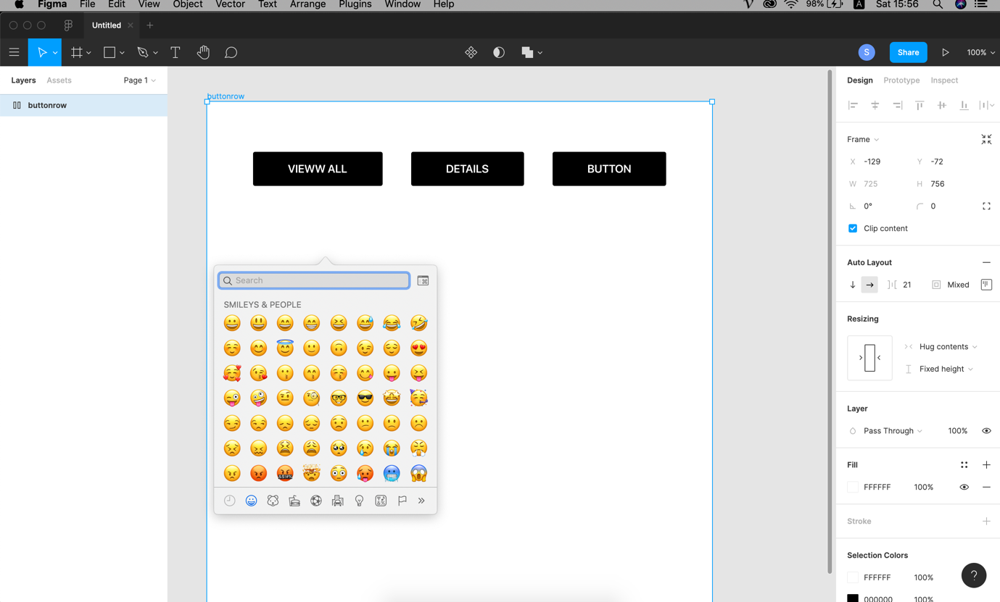 Figma File Edit View Object Vector Text Arrange Plugins Window Help 98% A Sat 15:56
Untitled
S Share 100%
Layers Assets Page 1
buttonrow
buttonrow
VIEWW ALL DETAILS BUTTON
Search
SMILEYS & PEOPLE
Design Prototype Inspect
Frame
X -129 Y -72
W 725 H 756
0° 0
Clip content
Auto Layout
21 Mixed
Resizing
Hug contents
Fixed height
Layer
Pass Through 100%
Fill
FFFFFF 100%
Stroke
Selection Colors
FFFFFF 100%
?
000000 100%